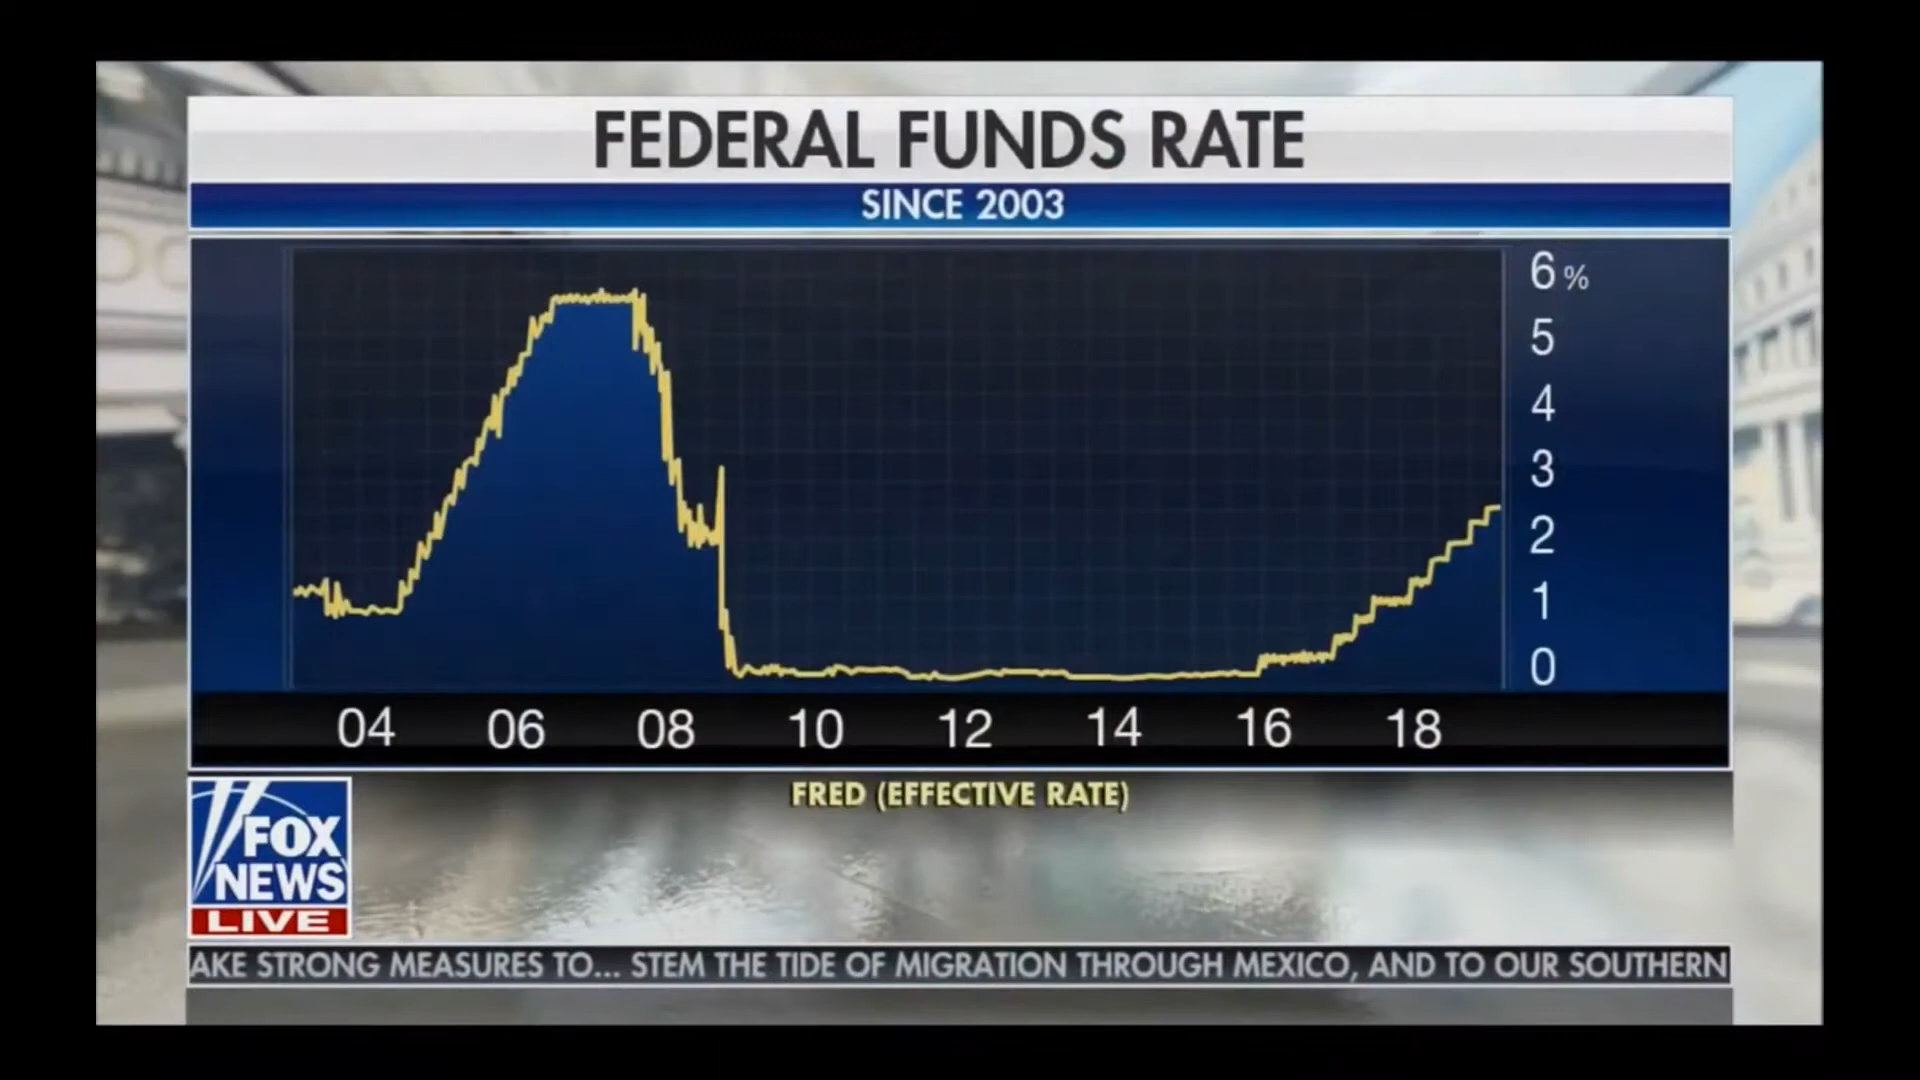 FEDERAL FUNDS RATE
SINCE 2003
6%
5
4
3
2
1
0
04 06 08 10 12 14 16 18
FRED (EFFECTIVE RATE)
FOX
NEWS
LIVE
AKE STRONG MEASURES TO... STEM THE TIDE OF MIGRATION THROUGH MEXICO, AND TO OUR SOUTHERN